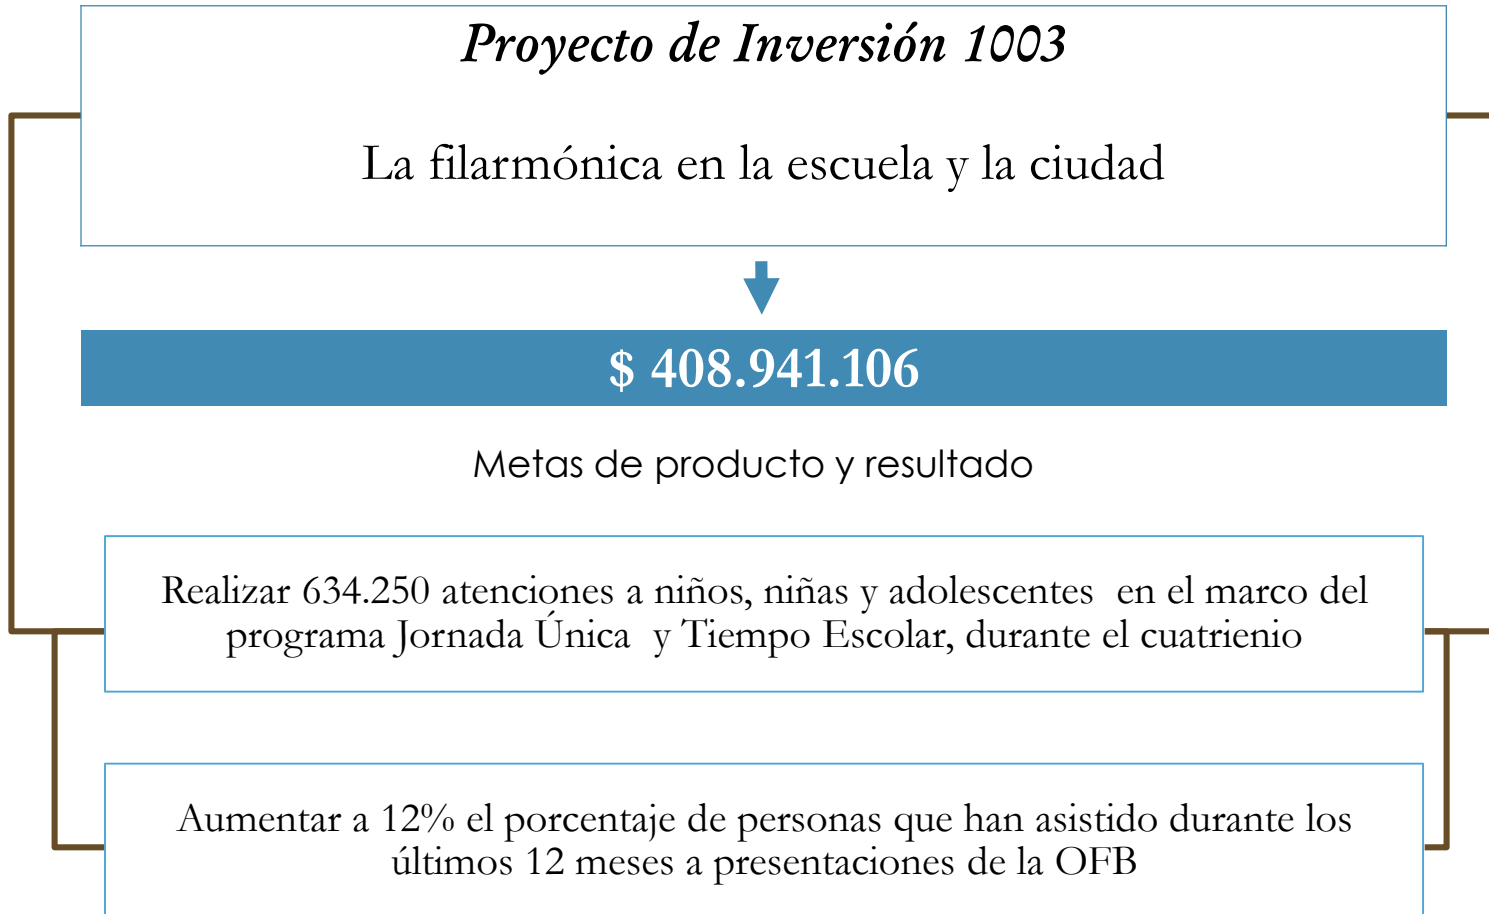 Proyecto de Inversión 1003
La filarmónica en la escuela y la ciudad
$ 408.941.106
Metas de producto y resultado
Realizar 634.250 atenciones a niños, niñas y adolescentes  en el marco del
programa Jornada Única  y Tiempo Escolar, durante el cuatrienio
Aumentar a 12% el porcentaje de personas que han asistido durante los
últimos 12 meses a presentaciones de la OFB